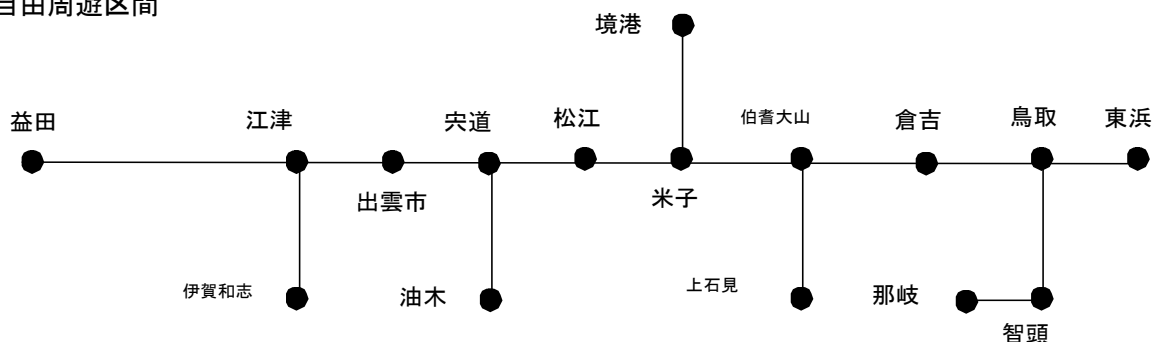 自由周遊区間
境港
益田 江津 宍道 松江 伯耆大山 倉吉 鳥取 東浜
出雲市 米子
伊賀和志 油木 上石見 那岐
智頭